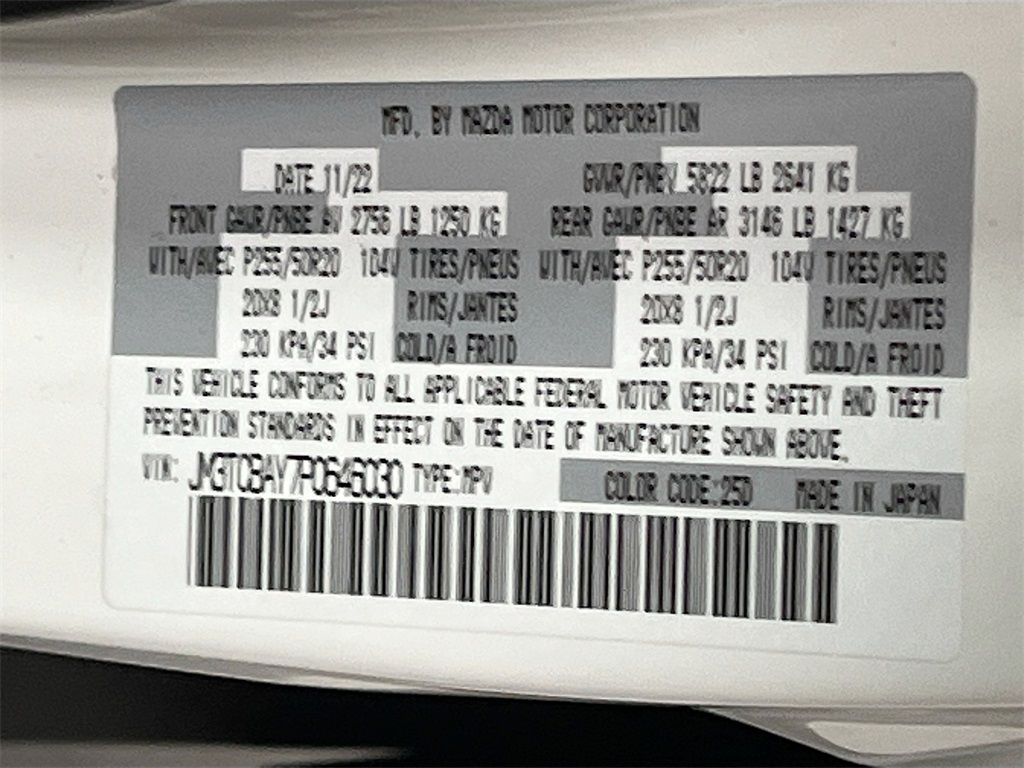 MFD. BY MAZDA MOTOR CORPORATION
DATE 11/22 GVWR/PNBV 5822 LB 2641 KG
FRONT GAWR/PNBE AV 2756 LB 1250 KG REAR GAWR/PNBE AR 3146 LB 1427 KG
WITH/AVEC P255/50R20 104V TIRES/PNEUS WITH/AVEC P255/50R20 104V TIRES/PNEUS
20X8 1/2J RIMS/JANTES 20X8 1/2J RIMS/JANTES
230 KPA/34 PSI COLD/A FROID 230 KPA/34 PSI COLD/A FROID
THIS VEHICLE CONFORMS TO ALL APPLICABLE FEDERAL MOTOR VEHICLE SAFETY AND THEFT
PREVENTION STANDARDS IN EFFECT ON THE DATE OF MANUFACTURE SHOWN ABOVE.
VIN: JM3TCBAY7P0646030 TYPE:MPV COLOR CODE:25D MADE IN JAPAN